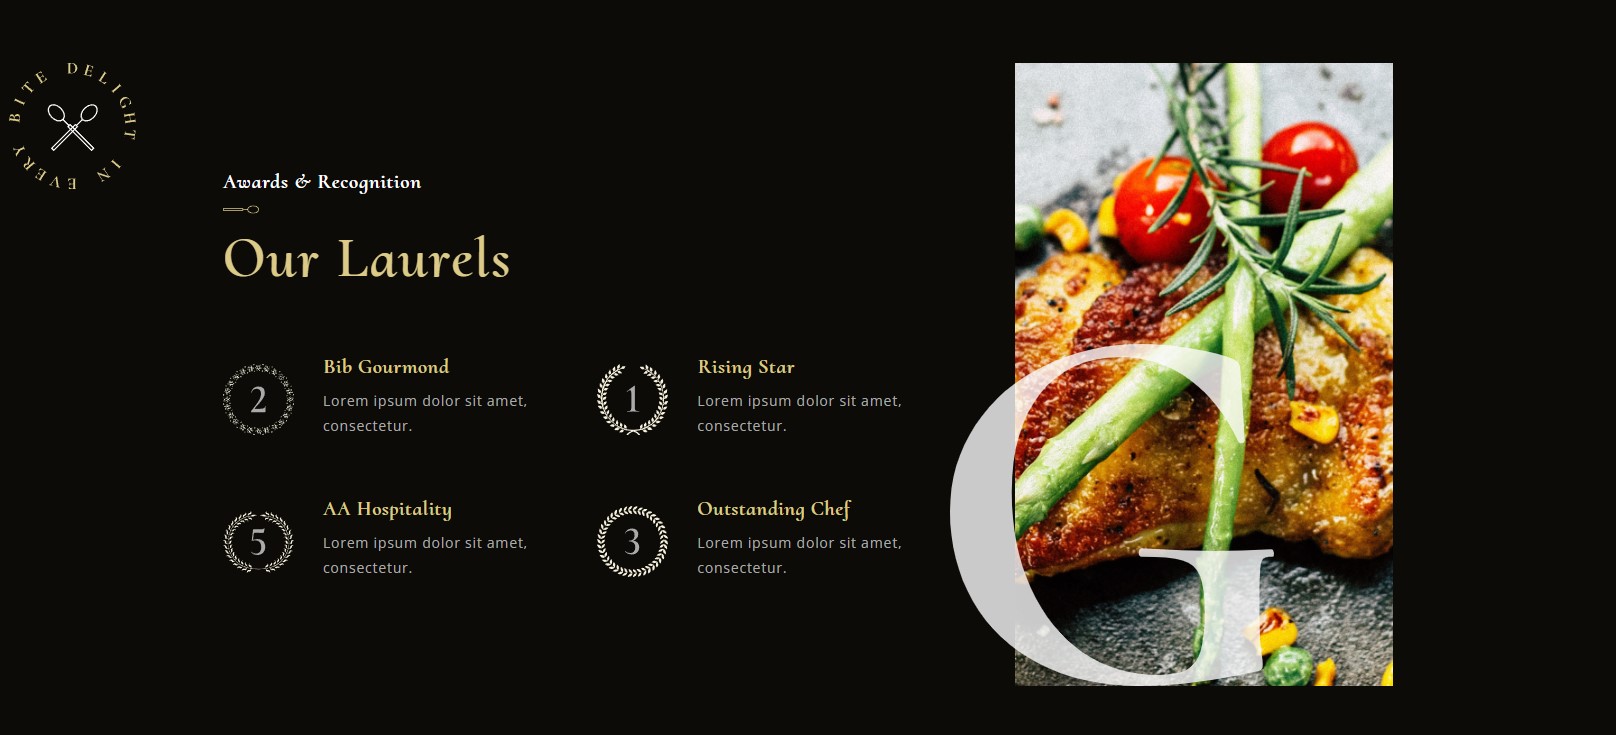 DELIGHT IN EVERY BITE
Awards & Recognition
Our Laurels
2
Bib Gourmond
Lorem ipsum dolor sit amet,
consectetur.
1
Rising Star
Lorem ipsum dolor sit amet,
consectetur.
5
AA Hospitality
Lorem ipsum dolor sit amet,
consectetur.
3
Outstanding Chef
Lorem ipsum dolor sit amet,
consectetur.
G